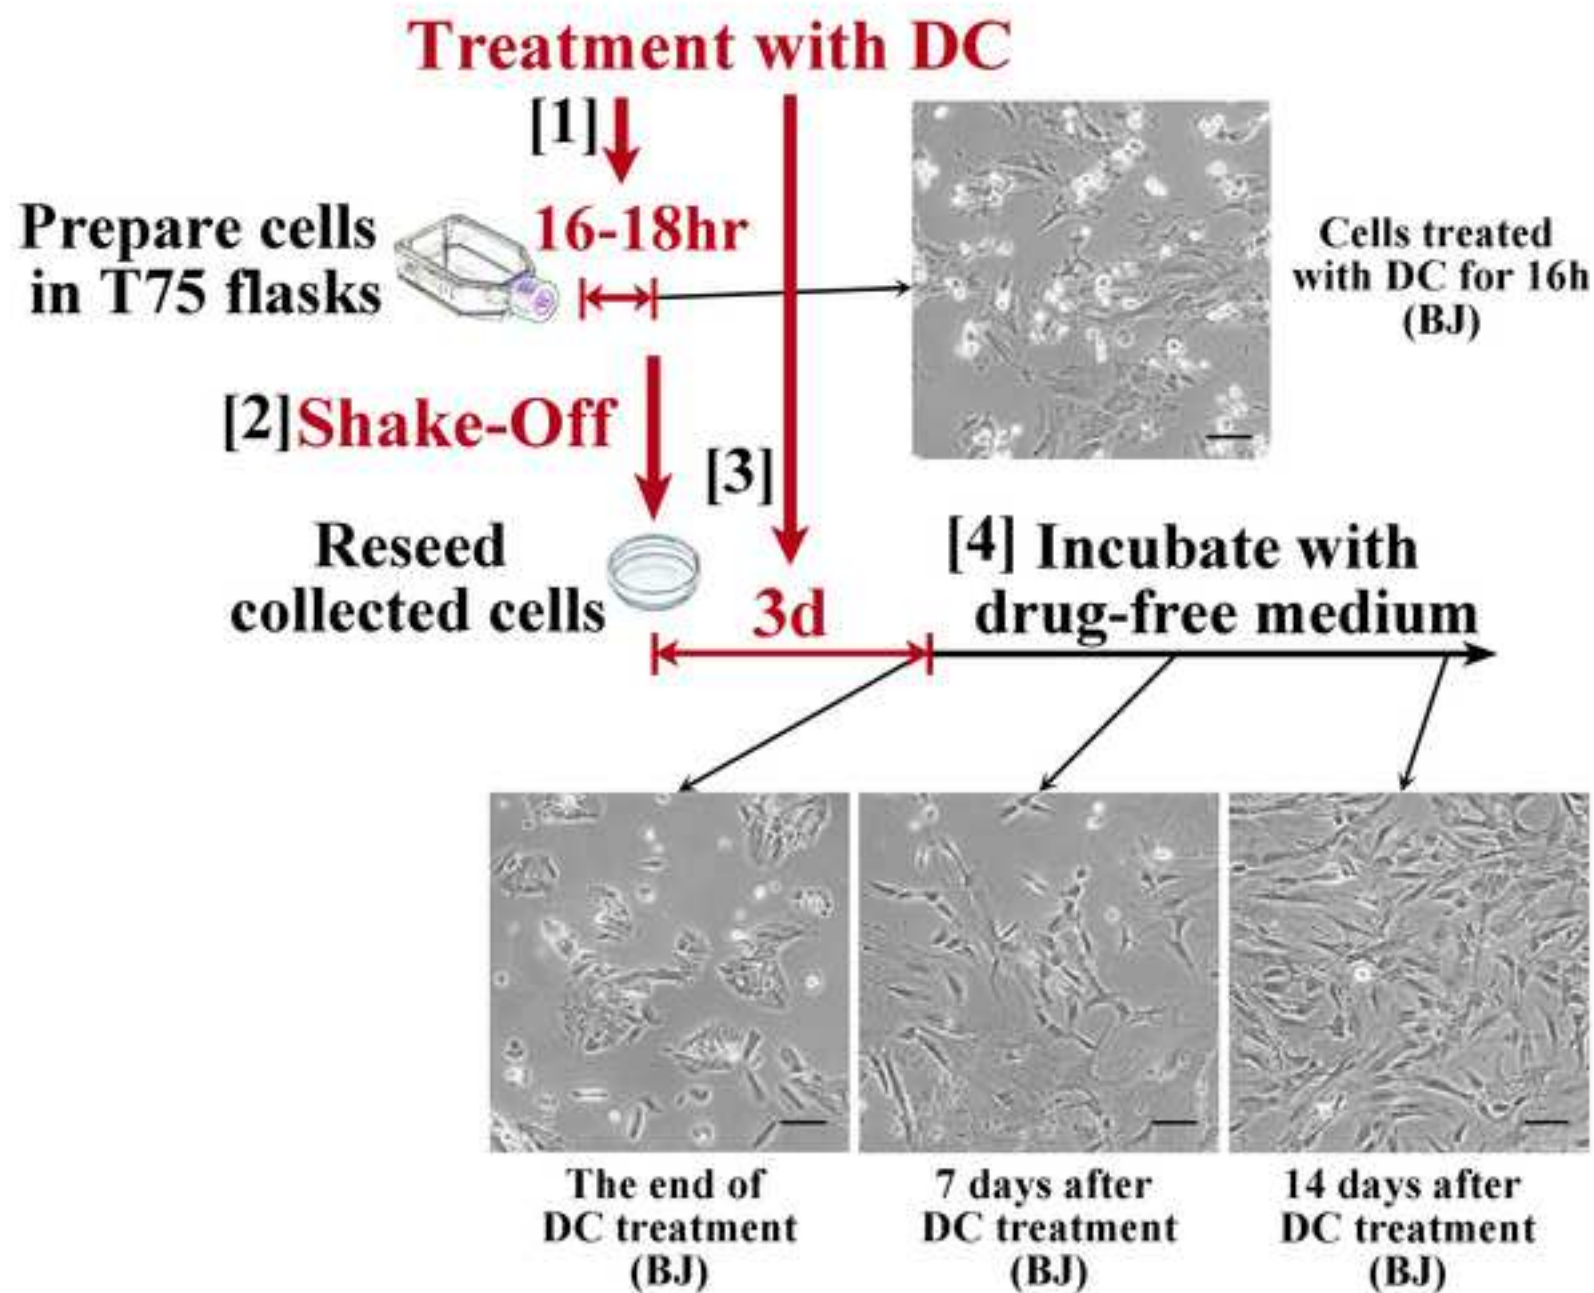 Treatment with DC
[1]
Prepare cells
in T75 flasks
16-18hr
Cells treated
with DC for 16h
(BJ)
[2] Shake-Off
[3]
Reseed
collected cells
3d
[4] Incubate with
drug-free medium
The end of
DC treatment
(BJ)
7 days after
DC treatment
(BJ)
14 days after
DC treatment
(BJ)